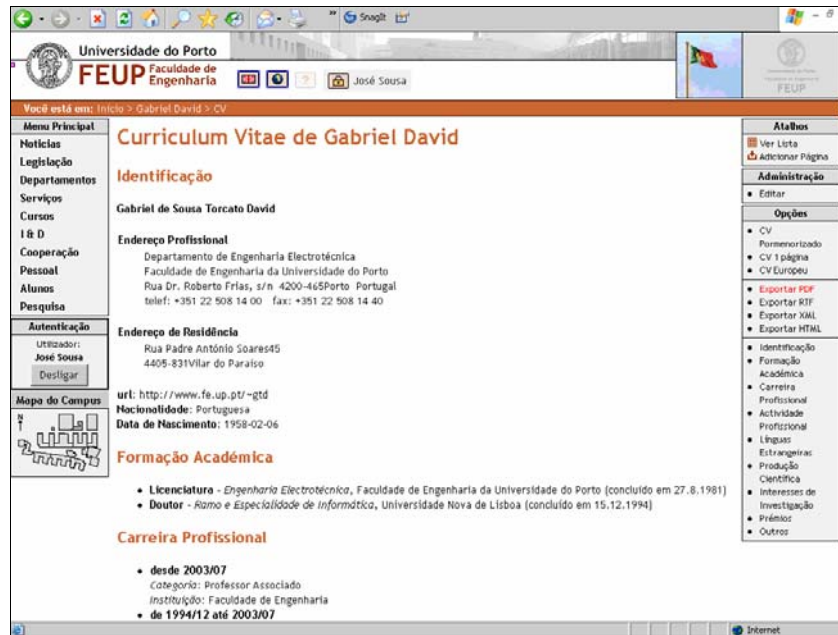 " SnagIt
Universidade do Porto
FEUP Faculdade de
Engenharia
José Sousa
FEUP
Você está em: Início > Gabriel David > CV
Menu Principal
Notícias
Legislação
Departamentos
Serviços
Cursos
I & D
Cooperação
Pessoal
Alunos
Pesquisa
Autenticação
Utilizador:
José Sousa
Desligar
Mapa do Campus
N
Curriculum Vitae de Gabriel David
Identificação
Gabriel de Sousa Torcato David
Endereço Profissional
Departamento de Engenharia Electrotécnica
Faculdade de Engenharia da Universidade do Porto
Rua Dr. Roberto Frias, s/n 4200-465Porto Portugal
telef: +351 22 508 14 00 fax: +351 22 508 14 40
Endereço de Residência
Rua Padre António Soares45
4405-831Vilar do Paraíso
url: http://www.fe.up.pt/~gtd
Nacionalidade: Portuguesa
Data de Nascimento: 1958-02-06
Formação Académica
• Licenciatura - Engenharia Electrotécnica, Faculdade de Engenharia da Universidade do Porto (concluído em 27.8.1981)
• Doutor - Ramo e Especialidade de Informática, Universidade Nova de Lisboa (concluído em 15.12.1994)
Carreira Profissional
• desde 2003/07
Categoria: Professor Associado
Instituição: Faculdade de Engenharia
• de 1994/12 até 2003/07
Atalhos
Ver Lista
Adicionar Página
Administração
• Editar
Opções
• CV
Pormenorizado
• CV 1 página
• CV Europeu
• Exportar PDF
• Exportar RTF
• Exportar XML
• Exportar HTML
• Identificação
• Formação
Académica
• Carreira
Profissional
• Actividade
Profissional
• Línguas
Estrangeiras
• Produção
Científica
• Interesses de
Investigação
• Prémios
• Outros
Internet